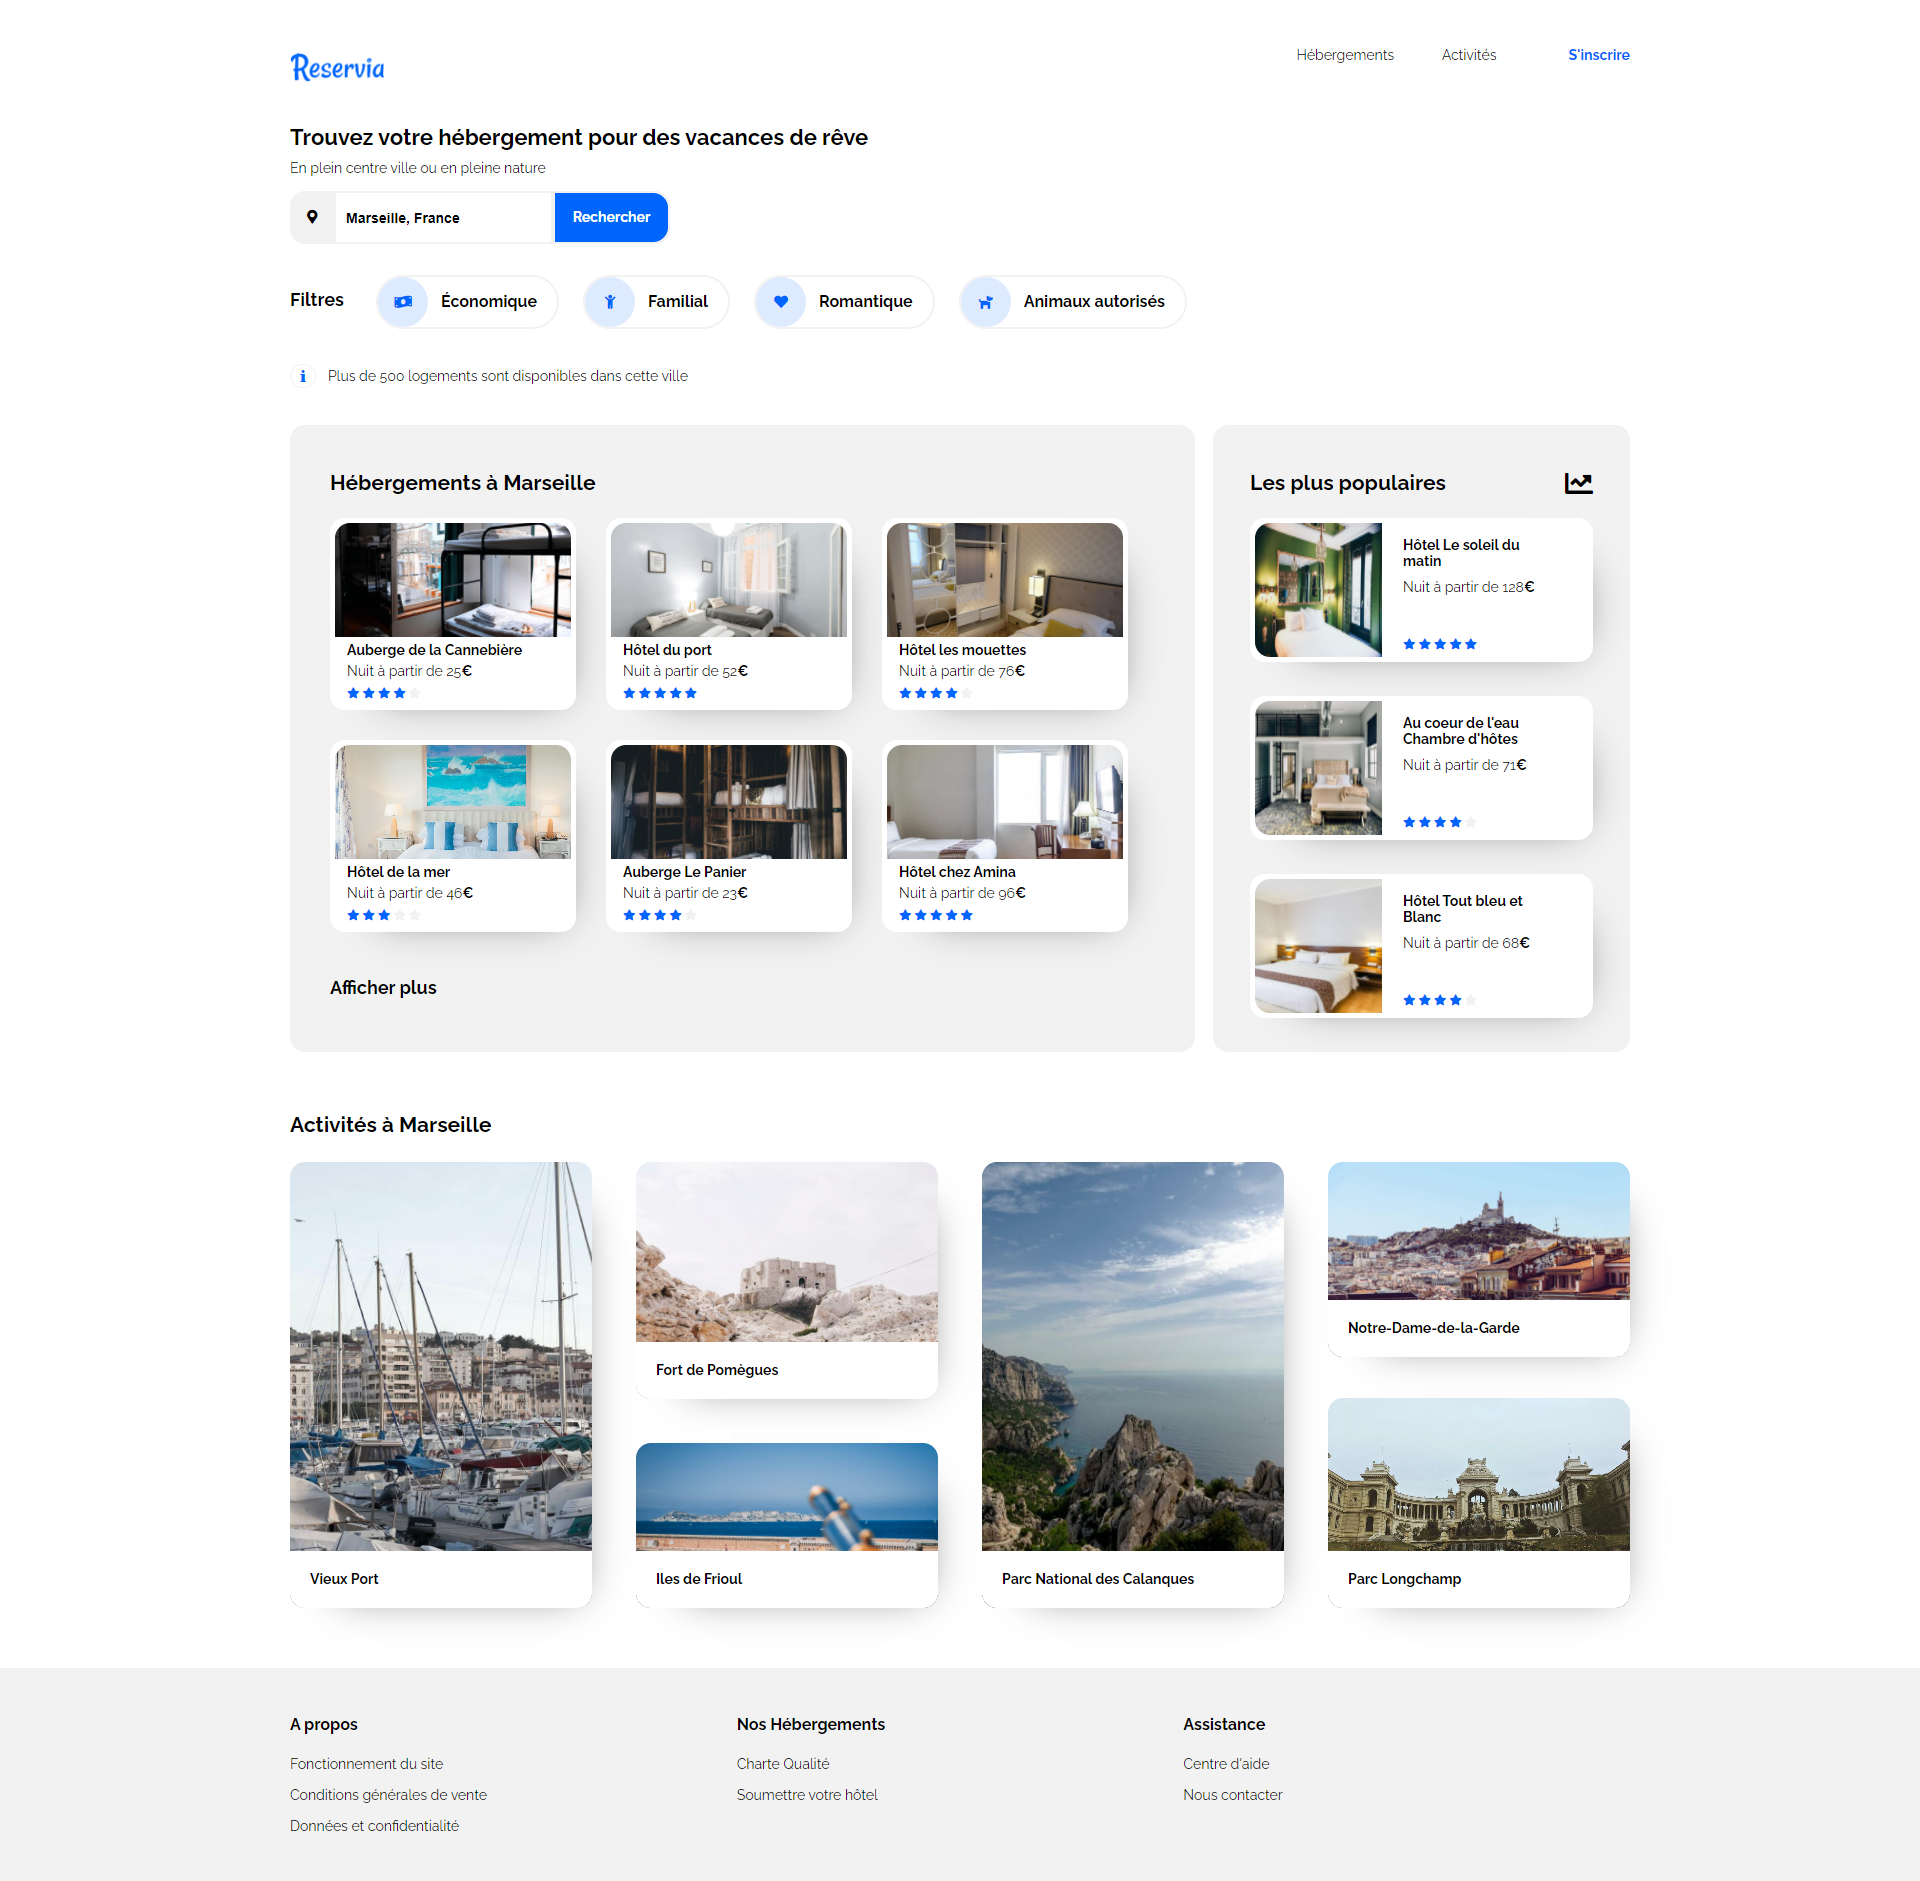 Reservia
Hébergements
Activités
S'inscrire
Trouvez votre hébergement pour des vacances de rêve
En plein centre ville ou en pleine nature
Marseille, France
Rechercher
Filtres
Économique
Familial
Romantique
Animaux autorisés
Plus de 500 logements sont disponibles dans cette ville
Hébergements à Marseille
Auberge de la Cannebière
Nuit à partir de 25€
Hôtel du port
Nuit à partir de 52€
Hôtel les mouettes
Nuit à partir de 76€
Hôtel de la mer
Nuit à partir de 46€
Auberge Le Panier
Nuit à partir de 23€
Hôtel chez Amina
Nuit à partir de 96€
Afficher plus
Les plus populaires
Hôtel Le soleil du
matin
Nuit à partir de 128€
Au coeur de l'eau
Chambre d'hôtes
Nuit à partir de 71€
Hôtel Tout bleu et
Blanc
Nuit à partir de 68€
Activités à Marseille
Vieux Port
Fort de Pomègues
Iles de Frioul
Parc National des Calanques
Notre-Dame-de-la-Garde
Parc Longchamp
A propos
Fonctionnement du site
Conditions générales de vente
Données et confidentialité
Nos Hébergements
Charte Qualité
Soumettre votre hôtel
Assistance
Centre d'aide
Nous contacter